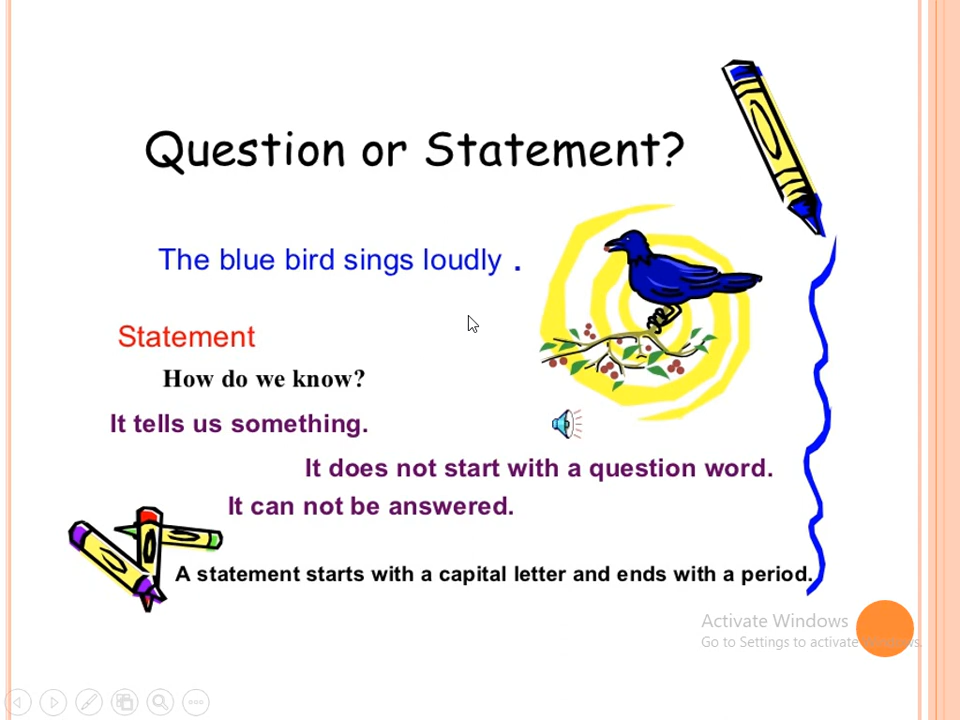 Question or Statement?
The blue bird sings loudly .
Statement
How do we know?
It tells us something.
It does not start with a question word.
It can not be answered.
A statement starts with a capital letter and ends with a period.
Activate Windows
Go to Settings to activate Windows.